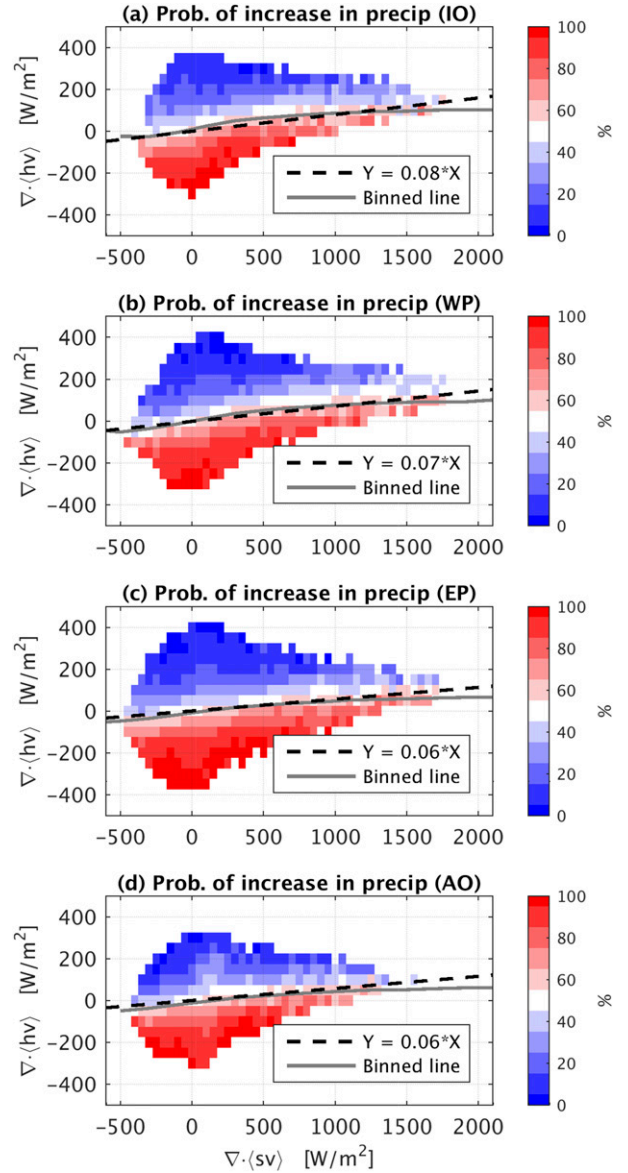 (a) Prob. of increase in precip (IO)
∇·⟨hv⟩ [W/m²]
400
200
0
−200
−400
−500 0 500 1000 1500 2000
Y = 0.08*X
Binned line
100
80
60
40
20
0
%
(b) Prob. of increase in precip (WP)
∇·⟨hv⟩ [W/m²]
400
200
0
−200
−400
−500 0 500 1000 1500 2000
Y = 0.07*X
Binned line
100
80
60
40
20
0
%
(c) Prob. of increase in precip (EP)
∇·⟨hv⟩ [W/m²]
400
200
0
−200
−400
−500 0 500 1000 1500 2000
Y = 0.06*X
Binned line
100
80
60
40
20
0
%
(d) Prob. of increase in precip (AO)
∇·⟨hv⟩ [W/m²]
400
200
0
−200
−400
−500 0 500 1000 1500 2000
Y = 0.06*X
Binned line
100
80
60
40
20
0
%
∇·⟨sv⟩ [W/m²]